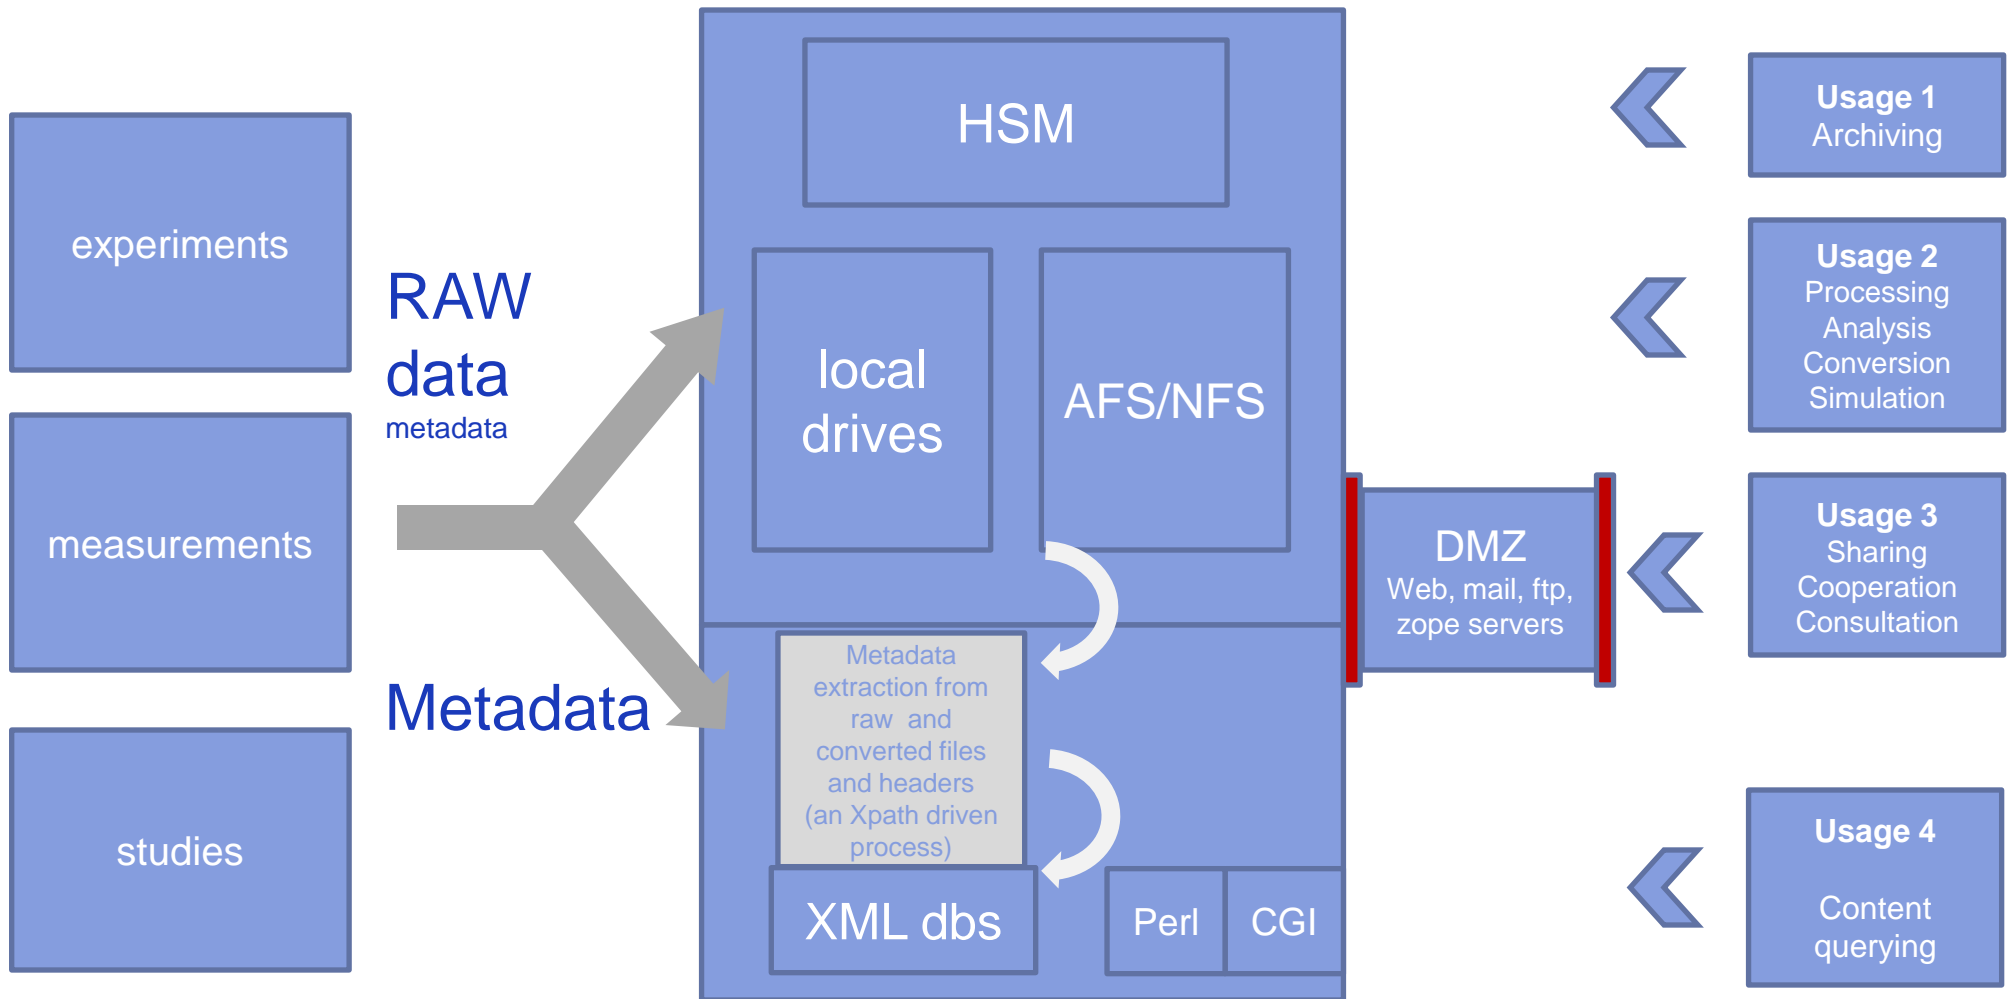 experiments
measurements
studies
RAW
data
metadata
Metadata
HSM
local
drives
AFS/NFS
Metadata
extraction from
raw and
converted files
and headers
(an Xpath driven
process)
XML dbs
Perl
CGI
DMZ
Web, mail, ftp,
zope servers
Usage 1
Archiving
Usage 2
Processing
Analysis
Conversion
Simulation
Usage 3
Sharing
Cooperation
Consultation
Usage 4
Content
querying